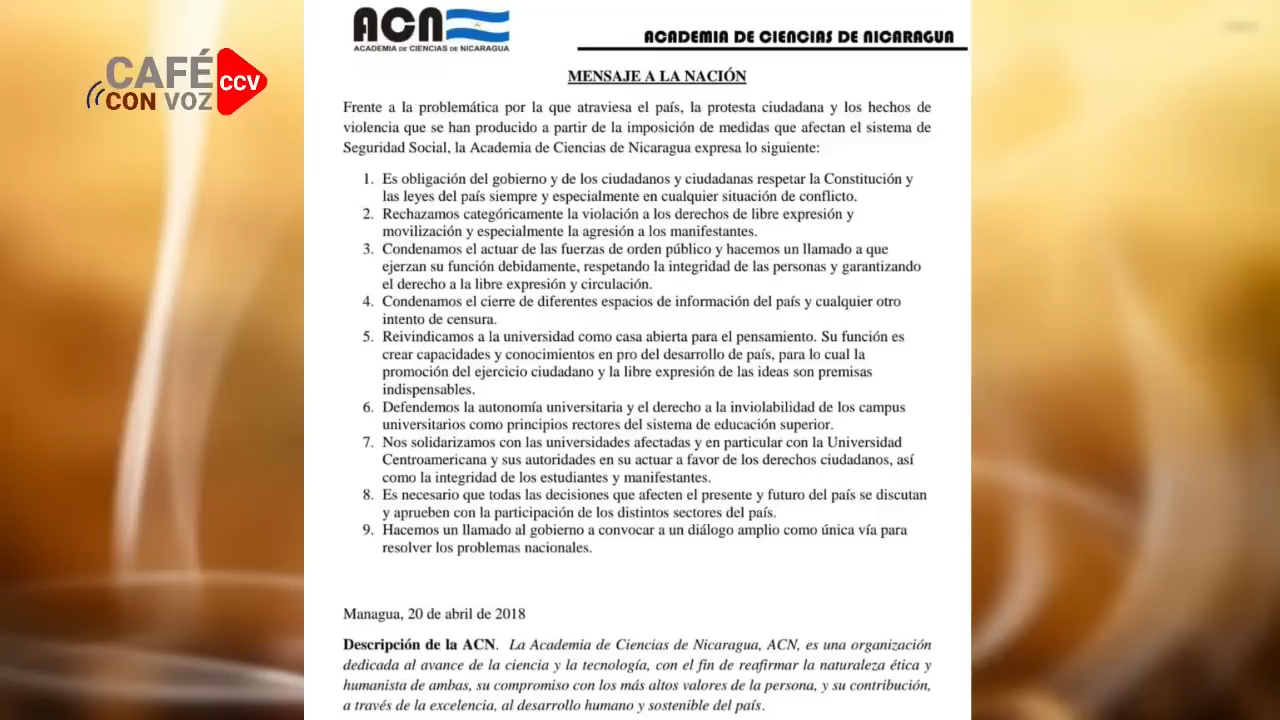 CAFÉ
CON VOZ
CCV
ACN
ACADEMIA DE CIENCIAS DE NICARAGUA
ACADEMIA DE CIENCIAS DE NICARAGUA
MENSAJE A LA NACIÓN
Frente a la problemática por la que atraviesa el país, la protesta ciudadana y los hechos de
violencia que se han producido a partir de la imposición de medidas que afectan el sistema de
Seguridad Social, la Academia de Ciencias de Nicaragua expresa lo siguiente:
1. Es obligación del gobierno y de los ciudadanos y ciudadanas respetar la Constitución y
las leyes del país siempre y especialmente en cualquier situación de conflicto.
2. Rechazamos categóricamente la violación a los derechos de libre expresión y
movilización y especialmente la agresión a los manifestantes.
3. Condenamos el actuar de las fuerzas de orden público y hacemos un llamado a que
ejerzan su función debidamente, respetando la integridad de las personas y garantizando
el derecho a la libre expresión y circulación.
4. Condenamos el cierre de diferentes espacios de información del país y cualquier otro
intento de censura.
5. Reivindicamos a la universidad como casa abierta para el pensamiento. Su función es
crear capacidades y conocimientos en pro del desarrollo de país, para lo cual la
promoción del ejercicio ciudadano y la libre expresión de las ideas son premisas
indispensables.
6. Defendemos la autonomía universitaria y el derecho a la inviolabilidad de los campus
universitarios como principios rectores del sistema de educación superior.
7. Nos solidarizamos con las universidades afectadas y en particular con la Universidad
Centroamericana y sus autoridades en su actuar a favor de los derechos ciudadanos, así
como la integridad de los estudiantes y manifestantes.
8. Es necesario que todas las decisiones que afecten el presente y futuro del país se discutan
y aprueben con la participación de los distintos sectores del país.
9. Hacemos un llamado al gobierno a convocar a un diálogo amplio como única vía para
resolver los problemas nacionales.
Managua, 20 de abril de 2018
Descripción de la ACN. La Academia de Ciencias de Nicaragua, ACN, es una organización
dedicada al avance de la ciencia y la tecnología, con el fin de reafirmar la naturaleza ética y
humanista de ambas, su compromiso con los más altos valores de la persona, y su contribución,
a través de la excelencia, al desarrollo humano y sostenible del país.